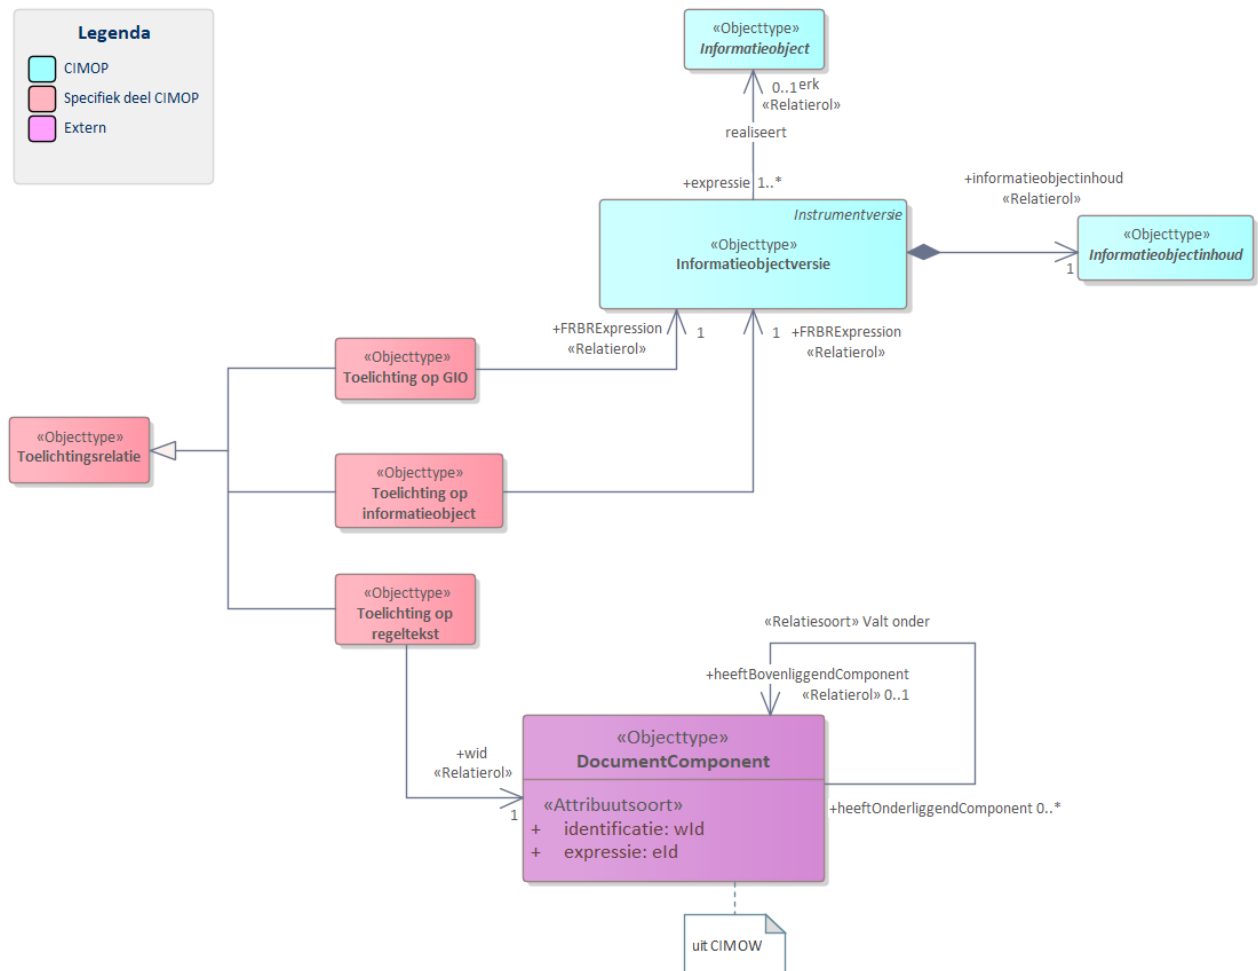 Legenda
CIMOP
Specifiek deel CIMOP
Extern
«Objecttype»
Informatieobject
0..1 erk
«Relatierol»
realiseert
+expressie 1..*
+informatieobjectinhoud
«Relatierol»
Instrumentversie
«Objecttype»
Informatieobjectversie
1
«Objecttype»
Informatieobjectinhoud
+FRBRExpression
«Relatierol»
1
1
+FRBRExpression
«Relatierol»
«Objecttype»
Toelichting op GIO
«Objecttype»
Toelichtingsrelatie
«Objecttype»
Toelichting op
informatieobject
«Objecttype»
Toelichting op
regeltekst
«Relatiesoort» Valt onder
+heeftBovenliggendComponent
«Relatierol» 0..1
+wid
«Relatierol»
1
«Objecttype»
DocumentComponent
«Attribuutsoort»
+ identificatie: wId
+ expressie: eId
+heeftOnderliggendComponent 0..*
uit CIMOW